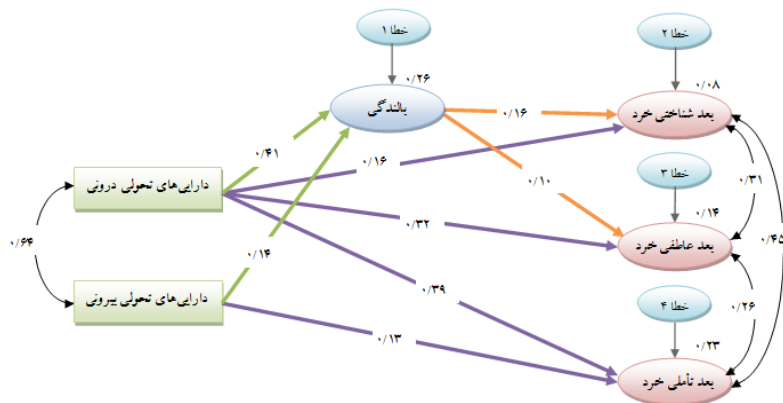 خطا ۱
خطا ۲
۰/۲۶
۰/۰۸
بالندگی
۰/۱۶
بعد شناختی خرد
۰/۴۱
۰/۱۶
خطا ۳
۰/۳۱
دارایی‌های تحولی درونی
۰/۱۰
۰/۱۴
۰/۳۲
۰/۴۵
۰/۶۴
بعد عاطفی خرد
۰/۱۴
۰/۳۹
دارایی‌های تحولی بیرونی
خطا ۴
۰/۲۶
۰/۱۳
۰/۲۳
بعد تأملی خرد